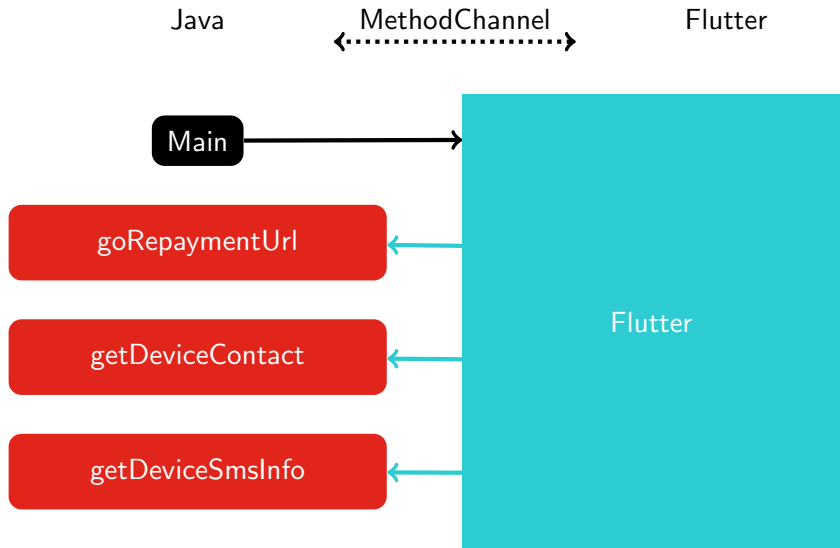 Java
MethodChannel
Flutter
Main
goRepaymentUrl
getDeviceContact
getDeviceSmsInfo
Flutter